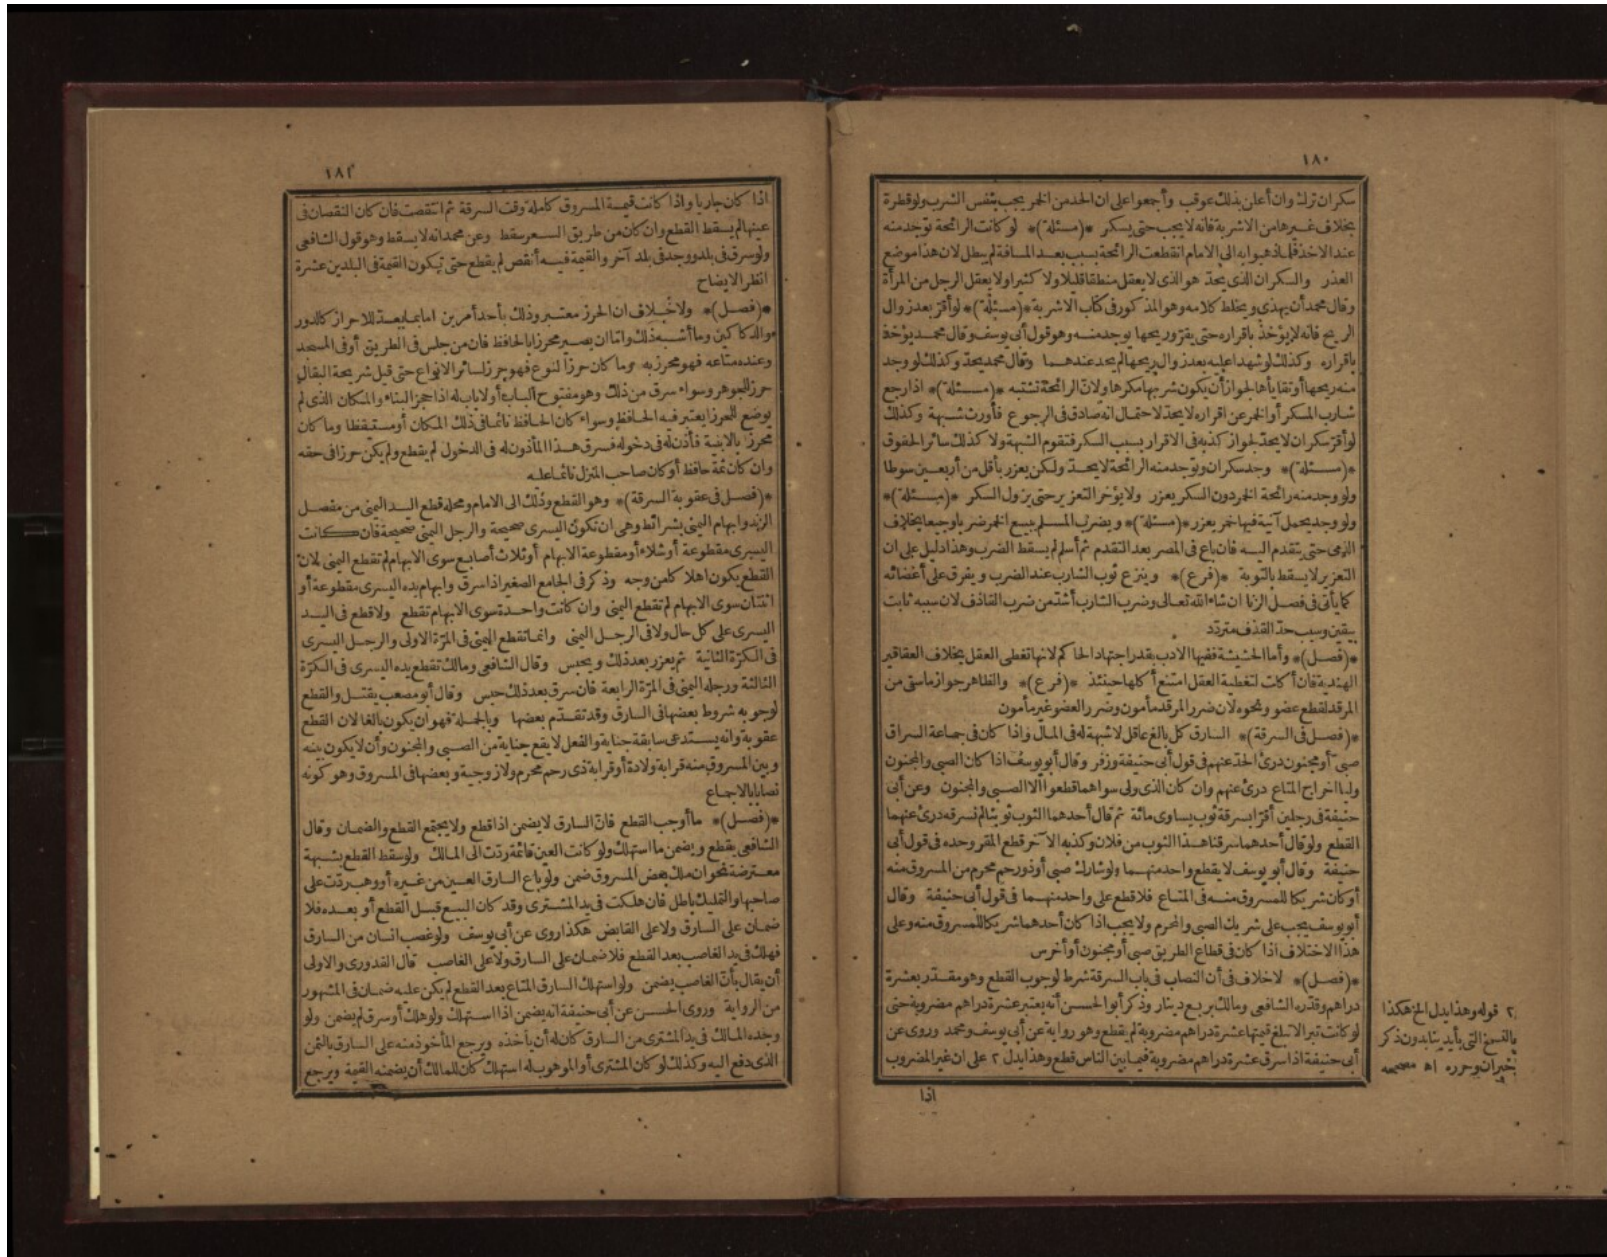 ١٨٠
سكران ترك وان أعلن بذلك عوقب وأجمعوا على ان الحد من الخمر يجب بنفس الشرب ولو قطرة
بخلاف غيرها من الاشربة فانه لا يجب حتى يسكر *(مسئلة)* لو كانت الرائحة توجد منه
عند الاخذ فلما ذهبوا به الى الامام انقطعت الرائحة بسبب بعد المسافة لم يبطل لان هذا موضع
العذر والسكران الذى يحدّ هو الذى لا يعقل منطقا قليلا ولا كثيرا ولا يعقل الرجل من المرأة
وقال محمد أن يهذى ويخلط كلامه وهو المذكور فى كتاب الاشربة *(مسئلة)* لو أقرّ بعد زوال
الريح فانه لا يؤخذ باقراره حتى يقرّ وريحها يوجد منه وهو قول أبى يوسف وقال محمد يؤخذ
باقراره وكذلك لو شهدا عليه بعد زوال ريحها لم يحد عندهما وقال محمد يحدّ وكذلك لو وجد
منه ريحها أو تقايأها لجواز أن يكون شربها مكرها ولانّ الرائحة تشتبه *(مسئلة)* اذا رجع
شارب المسكر أو الخمر عن اقراره لا يحدّ لاحتمال انه صادق فى الرجوع فأورث شبهة وكذلك
لو أقرّ سكران لا يحدّ لجواز كذبه فى الاقرار بسبب السكر فتقوم الشبهة ولا كذلك سائر الحقوق
*(مسئلة)* وجد سكران وتوجد منه الرائحة لا يحدّ ولكن يعزر بأقل من أربعين سوطا
ولو وجد منه رائحة الخمر دون السكر يعزر ولا يؤخر التعزير حتى يزول السكر *(مسئلة)*
ولو وجد يحمل آنية فيها خمر يعزر *(مسئلة)* ويضرب المسلم ببيع الخمر ضربا وجيعا بخلاف
الذمى حتى يتقدم اليه فان باع فى المصر بعد التقدم ثم أسلم لم يسقط الضرب وهذا دليل على ان
التعزير لا يسقط بالتوبة *(فرع)* وينزع ثوب الشارب عند الضرب ويفرق على أعضائه
كما يأتى فى فصل الزنا ان شاء الله تعالى وضرب الشارب أشدّ من ضرب القاذف لان سببه ثابت
بيقين وسبب حدّ القذف متردّد
*(فصل)* وأما الحشيشة ففيها الادب بقدر اجتهاد الحاكم لانها تغطى العقل بخلاف العقاقير
الهندية فان أكلت لتغطية العقل امتنع أكلها حينئذ *(فرع)* والظاهر جواز ما سقى من
المرقد لقطع عضو ونحوه لان ضرر المرقد مأمون وضرر العضو غير مأمون
*(فصل فى السرقة)* السارق كل بالغ عاقل لا شبهة له فى المال واذا كان فى جماعة السراق
صبىّ أو مجنون درئ الحدّ عنهم فى قول أبى حنيفة وزفر وقال أبو يوسف اذا كان الصبى والمجنون
وليا اخراج المتاع درئ عنهم وان كان الذى ولى سواهما قطعوا الا الصبى والمجنون وعن أبى
حنيفة فى رجلين أقرّا بسرقة ثوب يساوى مائة ثم قال أحدهما الثوب ثوبنا لم نسرقه درئ عنهما
القطع ولو قال أحدهما سرقنا هذا الثوب من فلان وكذبه الآخر قطع المقر وحده فى قول أبى
حنيفة وقال أبو يوسف لا يقطع واحد منهما ولو شارك صبى أو ذو رحم محرم من المسروق منه
أو كان شريكا للمسروق منه فى المتاع فلا قطع على واحد منهما فى قول أبى حنيفة وقال
أبو يوسف يجب على شريك الصبى والمحرم ولا يجب اذا كان أحدهما شريكا للمسروق منه وعلى
هذا الاختلاف اذا كان فى قطاع الطريق صبى أو مجنون أو أخرس
*(فصل)* لا خلاف فى أن النصاب فى باب السرقة شرط لوجوب القطع وهو مقدّر بعشرة
دراهم وقدّره الشافعى ومالك بربع دينار وذكر أبو الحسن أنه يعتبر عشرة دراهم مضروبة حتى
لو كانت تبرا لا تبلغ قيمتها عشرة دراهم مضروبة لم يقطع وهو رواية عن أبى يوسف ومحمد وروى عن
أبى حنيفة اذا سرق عشرة دراهم مضروبة فيما بين الناس قطع وهذا يدل ٢ على ان غير المضروب
اذا
٢ قوله وهذا يدل الخ هكذا
بالنسخ التى بأيدينا بدون ذكر
خبران وحرره اه مصححه
١٨١
اذا كان جاريا واذا كانت قيمة المسروق كاملة وقت السرقة ثم انتقصت فان كان النقصان فى
عينها لم يسقط القطع وان كان من طريق السعر سقط وعن محمد انه لا يسقط وهو قول الشافعى
ولو سرق فى بلد ووجد فى بلد آخر والقيمة فيه أنقص لم يقطع حتى تكون القيمة فى البلدين عشرة
انظر الايضاح
*(فصل)* ولا خلاف ان الحرز معتبر وذلك بأحد أمرين اما بما يعدّ للاحراز كالدور
والدكاكين وما أشبه ذلك واما ان يصير محرزا بالحافظ فان من جلس فى الطريق أو فى المسجد
وعنده متاعه فهو محرز به وما كان حرزا لنوع فهو حرز لسائر الانواع حتى قيل شريحة البقال
حرز للجوهر وسواء سرق من ذلك وهو مفتوح الباب أو لا باب له اذا حجز البناء والمكان الذى لم
يوضع للحرز يعتبر فيه الحافظ وسواء كان الحافظ نائما فى ذلك المكان أو مستيقظا وما كان
محرزا بالابنية فأذن له فى دخوله فسرق هذا المأذون له فى الدخول لم يقطع ولم يكن حرزا فى حقه
وان كان ثمة حافظ أو كان صاحب المنزل نائما عليه
*(فصل فى عقوبة السرقة)* وهو القطع وذلك الى الامام ومحله قطع اليد اليمنى من مفصل
الزند وابهام اليمنى بشرائط وهى ان تكون اليسرى صحيحة والرجل اليمنى صحيحة فان كانت
اليسرى مقطوعة أو شلاء أو مقطوعة الابهام أو ثلاث أصابع سوى الابهام لم تقطع اليمنى لان
القطع يكون اهلاكا من وجه وذكر فى الجامع الصغير اذا سرق وابهام يده اليسرى مقطوعة أو
اثنتان سوى الابهام لم تقطع اليمنى وان كانت واحدة سوى الابهام تقطع ولا قطع فى اليد
اليسرى على كل حال ولا فى الرجل اليمنى وانما تقطع اليمنى فى المرّة الاولى والرجل اليسرى
فى الكرّة الثانية ثم يعزر بعد ذلك ويحبس وقال الشافعى ومالك تقطع يده اليسرى فى الكرّة
الثالثة ورجله اليمنى فى المرّة الرابعة فان سرق بعد ذلك حبس وقال أبو مصعب يقتل والقطع
لوجوبه شروط بعضها فى السارق وقد تقدّم بعضها وبالجملة فهو ان يكون بالغا لان القطع
عقوبة وانه يستدعى سابقة جناية والفعل لا يقع جناية من الصبى والمجنون وأن لا يكون بينه
وبين المسروق منه قرابة ولادة أو قرابة ذى رحم محرم ولا زوجية وبعضها فى المسروق وهو كونه
نصابا بالاجماع
*(فصل)* ما أوجب القطع فانّ السارق لا يضمن اذا قطع ولا يجتمع القطع والضمان وقال
الشافعى يقطع ويضمن ما استهلك ولو كانت العين قائمة ردّت الى المالك ولو سقط القطع بشبهة
معترضة نحو ان ملك بعض المسروق ضمن ولو باع السارق العين من غيره أو وهب ردّت على
صاحبها والتمليك باطل فان هلكت فى يد المشترى وقد كان البيع قبل القطع أو بعده فلا
ضمان على السارق ولا على القابض هكذا روى عن أبى يوسف ولو غصب انسان من السارق
فهلك فى يد الغاصب بعد القطع فلا ضمان على السارق ولا على الغاصب قال القدورى والاولى
أن يقال بأنّ الغاصب يضمن ولو استهلك السارق المتاع بعد القطع لم يكن عليه ضمان فى المشهور
من الرواية وروى الحسن عن أبى حنيفة انه يضمن اذا استهلك ولو هلك أو سرق لم يضمن ولو
وجده المالك فى يد المشترى من السارق كان له أن يأخذه ويرجع المأخوذ منه على السارق بالثمن
الذى دفع اليه وكذلك لو كان المشترى أو الموهوب له استهلك كان للمالك أن يضمنه القيمة ويرجع